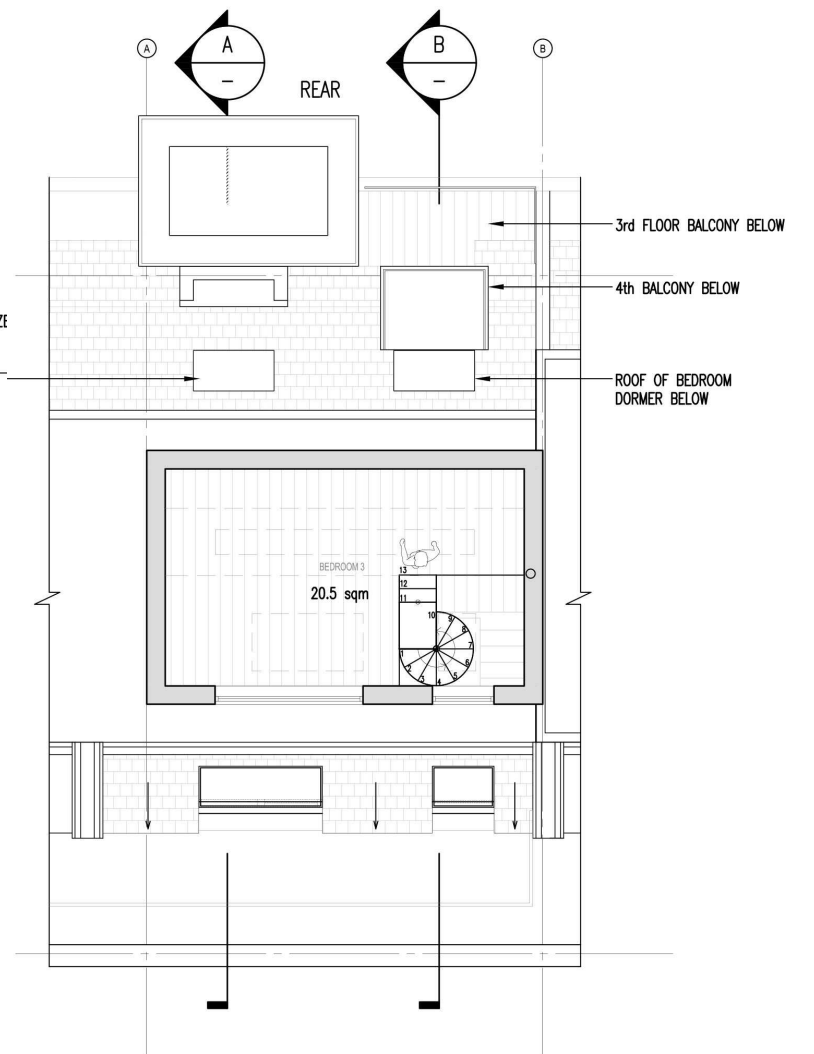 A
A
–
B
–
B
REAR
3rd FLOOR BALCONY BELOW
4th BALCONY BELOW
ROOF OF BEDROOM
DORMER BELOW
BEDROOM 3
20.5 sqm
13
12
11
10
9
8
7
6
5
4
3
2
1